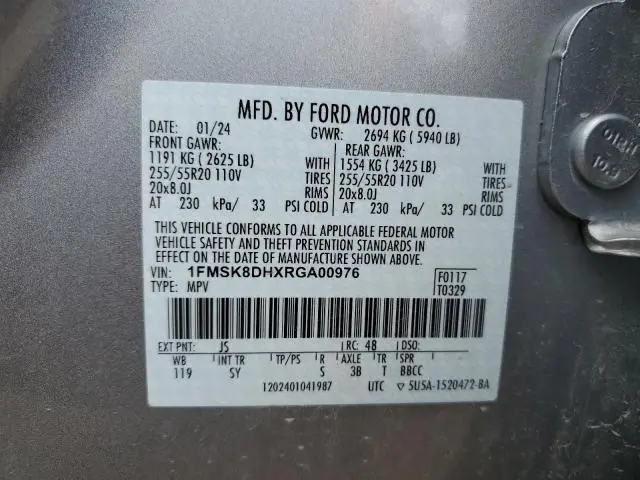 MFD. BY FORD MOTOR CO.
DATE: 01/24 GVWR: 2694 KG ( 5940 LB)
FRONT GAWR: REAR GAWR:
1191 KG ( 2625 LB) WITH 1554 KG ( 3425 LB) WITH
255/55R20 110V TIRES 255/55R20 110V TIRES
20x8.0J RIMS 20x8.0J RIMS
AT 230 kPa/ 33 PSI COLD AT 230 kPa/ 33 PSI COLD
THIS VEHICLE CONFORMS TO ALL APPLICABLE FEDERAL MOTOR
VEHICLE SAFETY AND THEFT PREVENTION STANDARDS IN
EFFECT ON THE DATE OF MANUFACTURE SHOWN ABOVE.
VIN: 1FMSK8DHXRGA00976 F0117
TYPE: MPV T0329
EXT PNT: JS RC: 48 DSO:
WB INT TR TP/PS R AXLE TR SPR
119 SY S 3B T BBCC
1202401041987 UTC ▽ 5U5A-1520472-BA
10.9